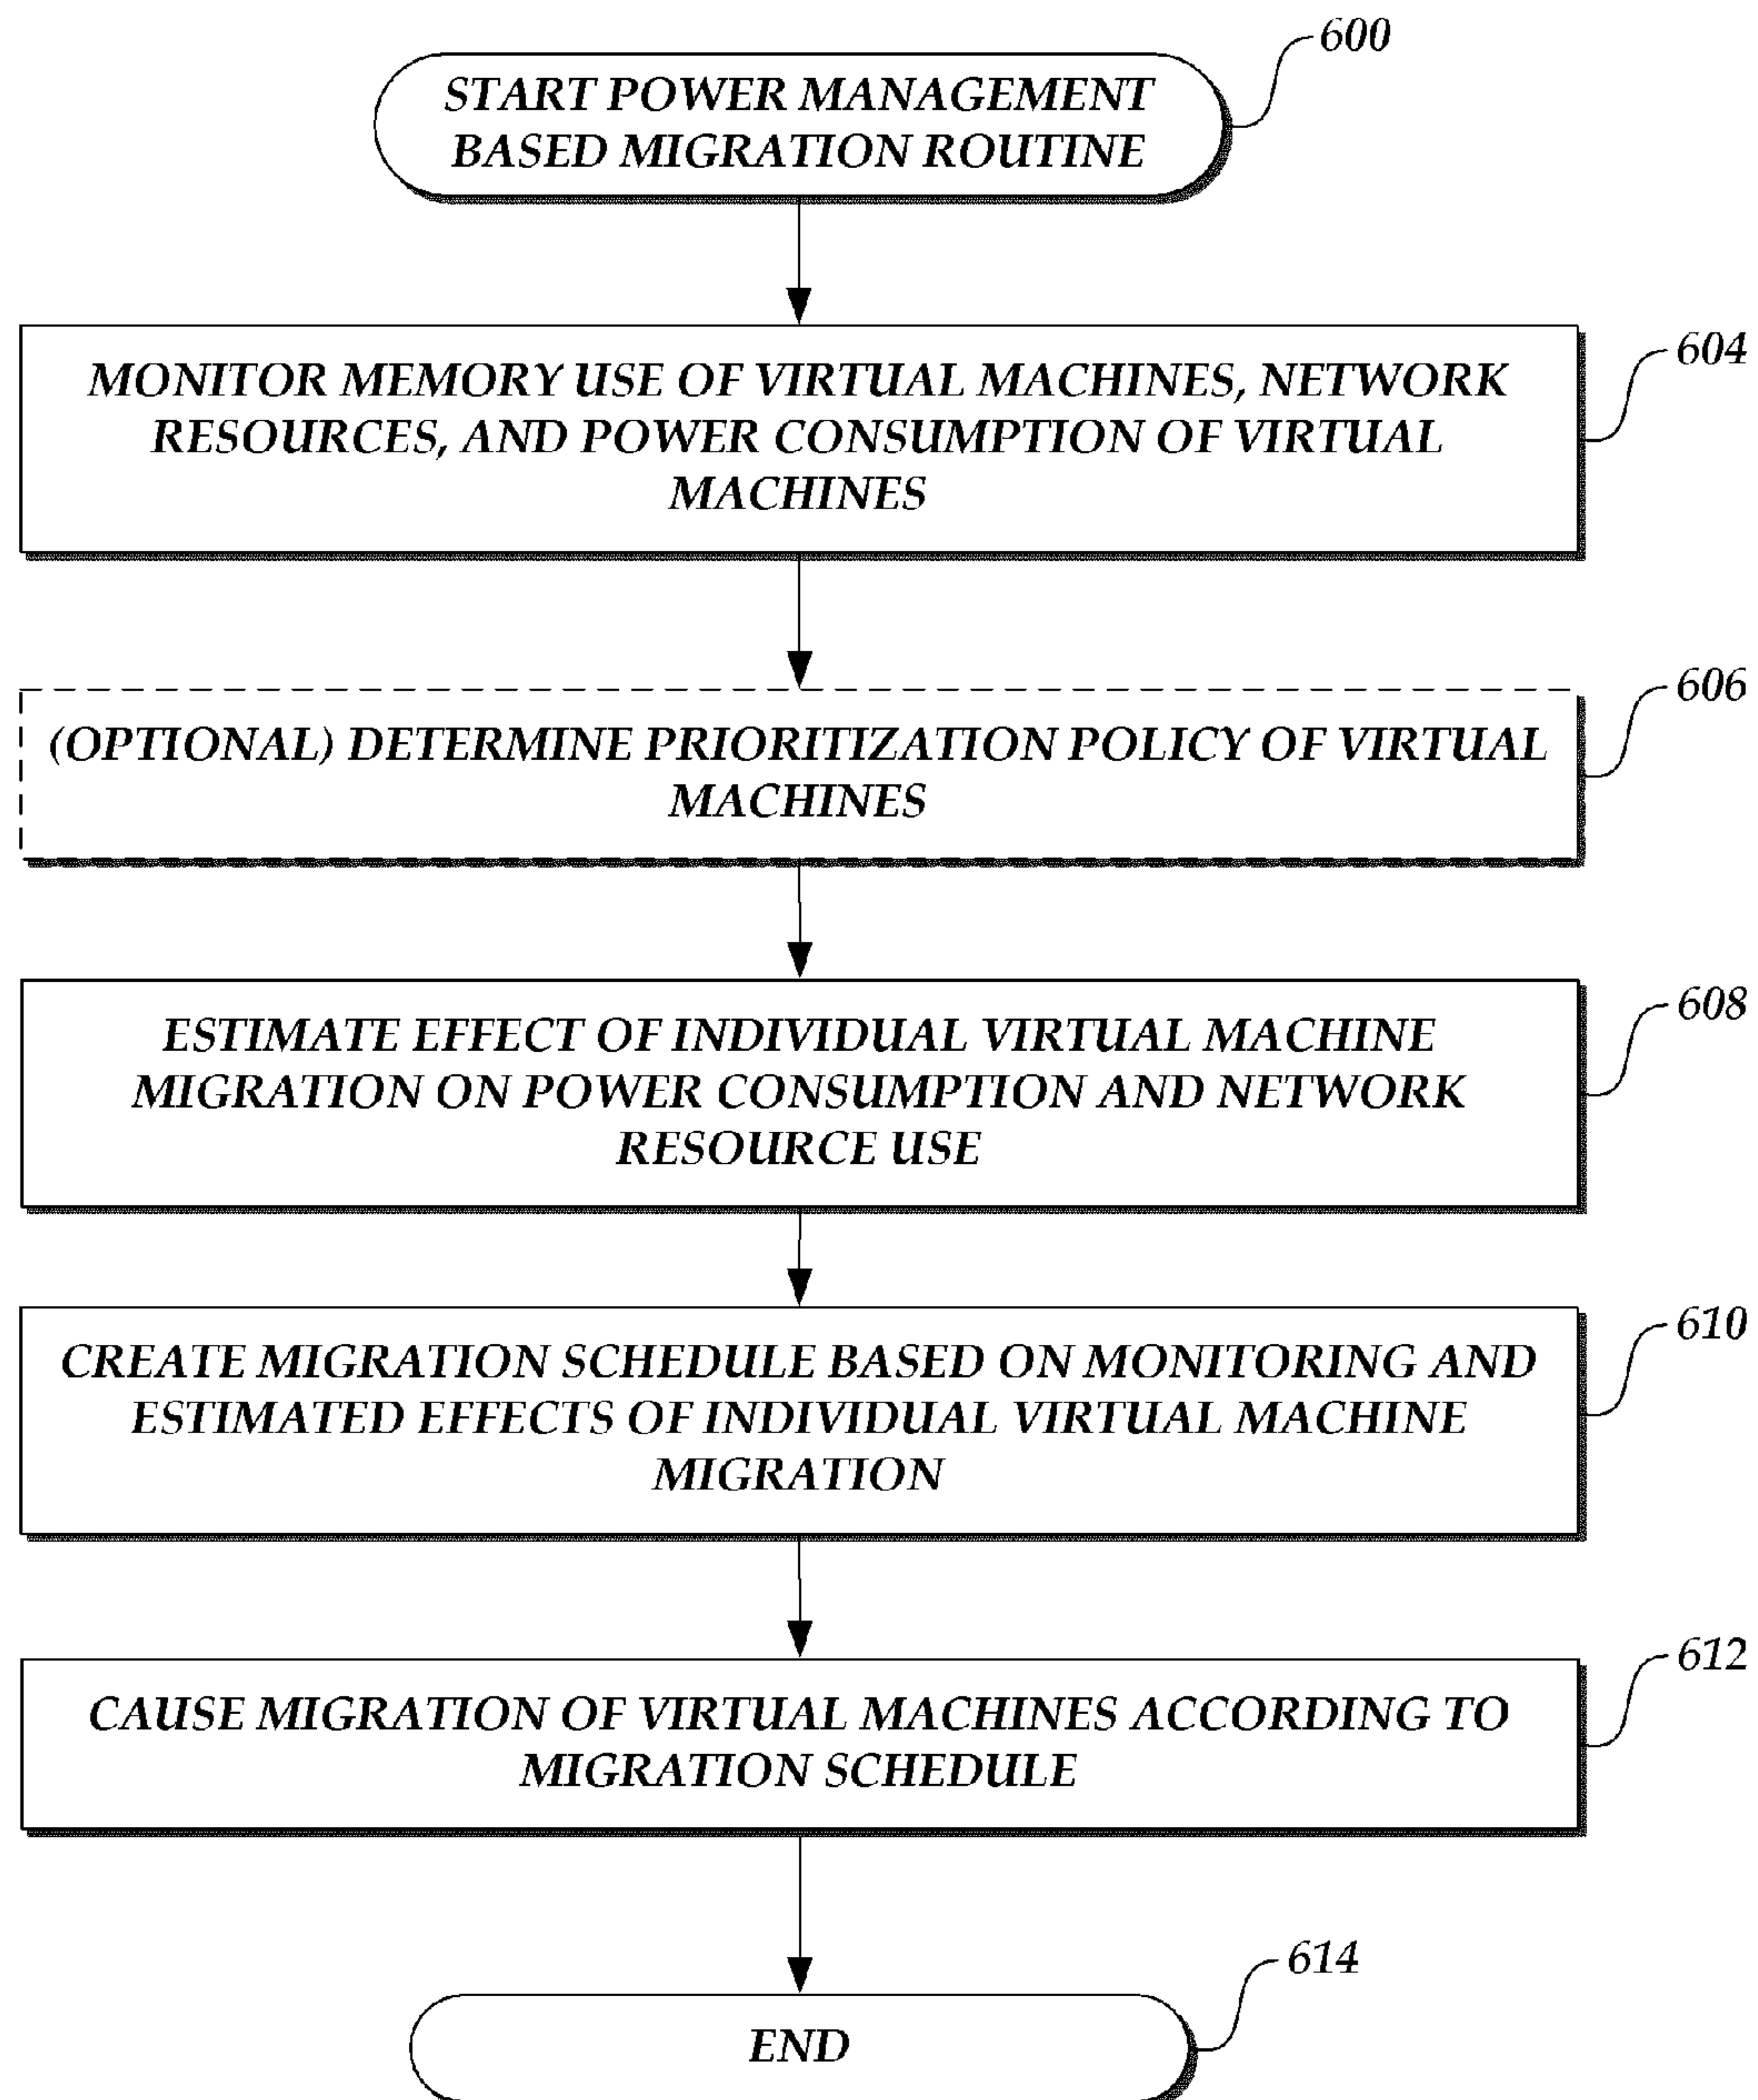 600
START POWER MANAGEMENT
BASED MIGRATION ROUTINE
604
MONITOR MEMORY USE OF VIRTUAL MACHINES, NETWORK
RESOURCES, AND POWER CONSUMPTION OF VIRTUAL
MACHINES
606
(OPTIONAL) DETERMINE PRIORITIZATION POLICY OF VIRTUAL
MACHINES
608
ESTIMATE EFFECT OF INDIVIDUAL VIRTUAL MACHINE
MIGRATION ON POWER CONSUMPTION AND NETWORK
RESOURCE USE
610
CREATE MIGRATION SCHEDULE BASED ON MONITORING AND
ESTIMATED EFFECTS OF INDIVIDUAL VIRTUAL MACHINE
MIGRATION
612
CAUSE MIGRATION OF VIRTUAL MACHINES ACCORDING TO
MIGRATION SCHEDULE
614
END